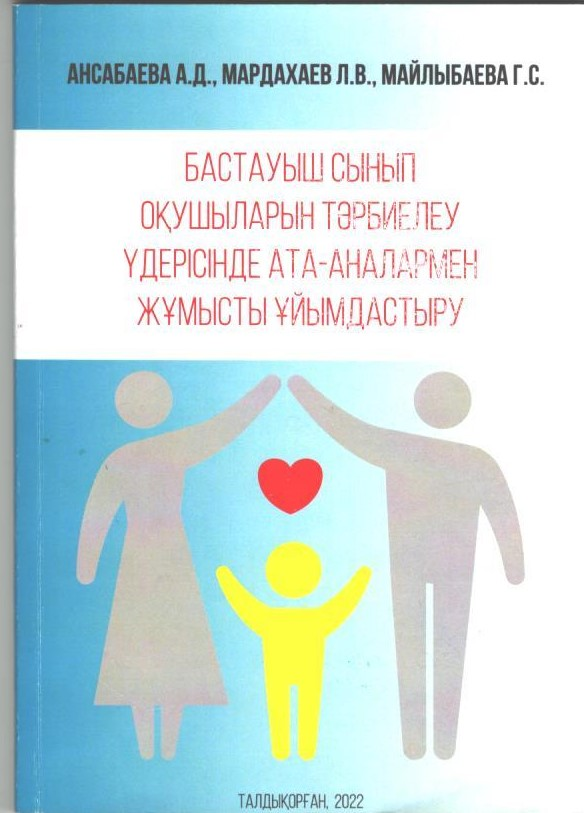 АНСАБАЕВА А.Д., МАРДАХАЕВ Л.В., МАЙЛЫБАЕВА Г.С.
БАСТАУЫШ СЫНЫП
ОҚУШЫЛАРЫН ТӘРБИЕЛЕУ
ҮДЕРІСІНДЕ АТА-АНАЛАРМЕН
ЖҰМЫСТЫ ҰЙЫМДАСТЫРУ
ТАЛДЫҚОРҒАН, 2022